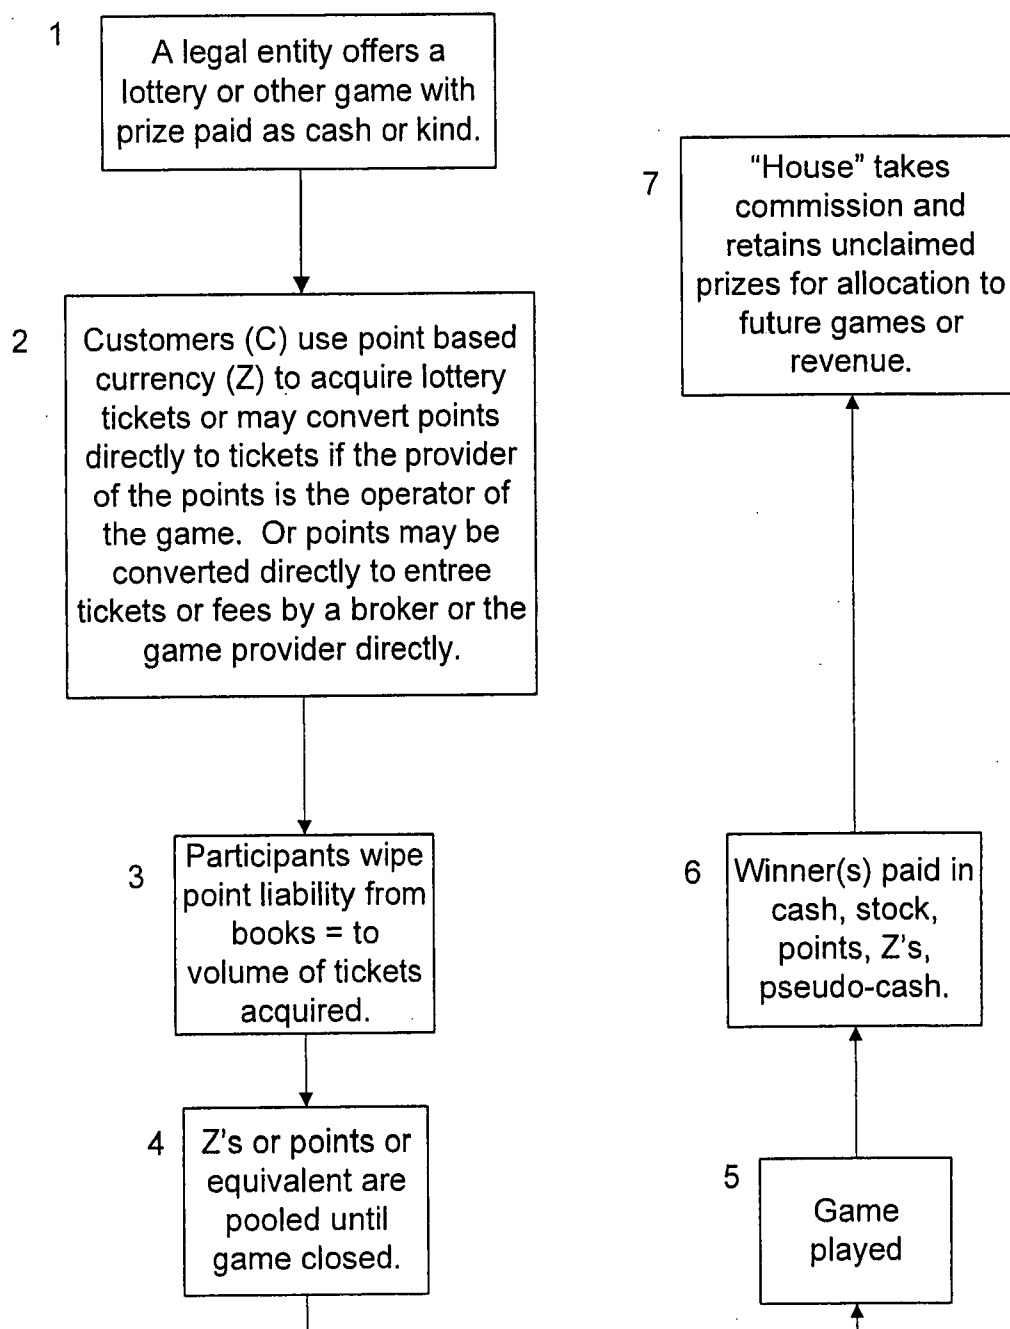 1
A legal entity offers a
lottery or other game with
prize paid as cash or kind.
2
Customers (C) use point based
currency (Z) to acquire lottery
tickets or may convert points
directly to tickets if the provider
of the points is the operator of
the game. Or points may be
converted directly to entree
tickets or fees by a broker or the
game provider directly.
3
Participants wipe
point liability from
books = to
volume of tickets
acquired.
4
Z's or points or
equivalent are
pooled until
game closed.
5
Game
played
6
Winner(s) paid in
cash, stock,
points, Z's,
pseudo-cash.
7
"House" takes
commission and
retains unclaimed
prizes for allocation to
future games or
revenue.